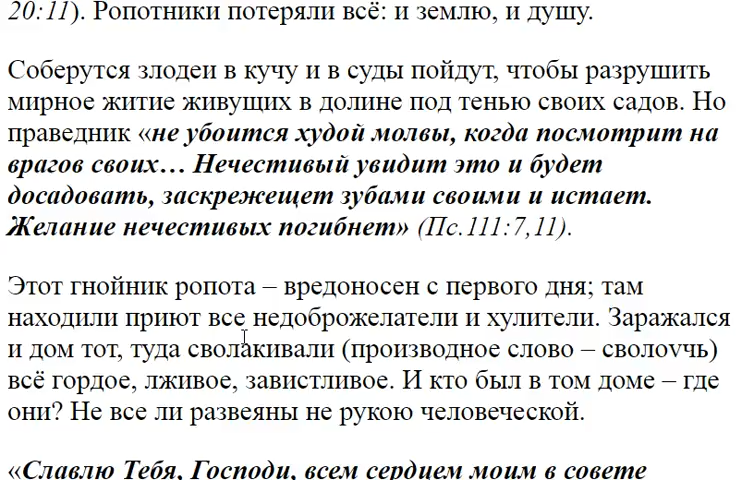 20:11). Ропотники потеряли всё: и землю, и душу.
Соберутся злодеи в кучу и в суды пойдут, чтобы разрушить
мирное житие живущих в долине под тенью своих садов. Но
праведник «не убоится худой молвы, когда посмотрит на
врагов своих… Нечестивый увидит это и будет
досадовать, заскрежещет зубами своими и истает.
Желание нечестивых погибнет» (Пс.111:7,11).
Этот гнойник ропота – вредоносен с первого дня; там
находили приют все недоброжелатели и хулители. Заражался
и дом тот, туда сволакивали (производное слово – сволоvчь)
всё гордое, лживое, завистливое. И кто был в том доме – где
они? Не все ли развеяны не рукою человеческой.
«Славлю Тебя, Господи, всем сердцем моим в совете